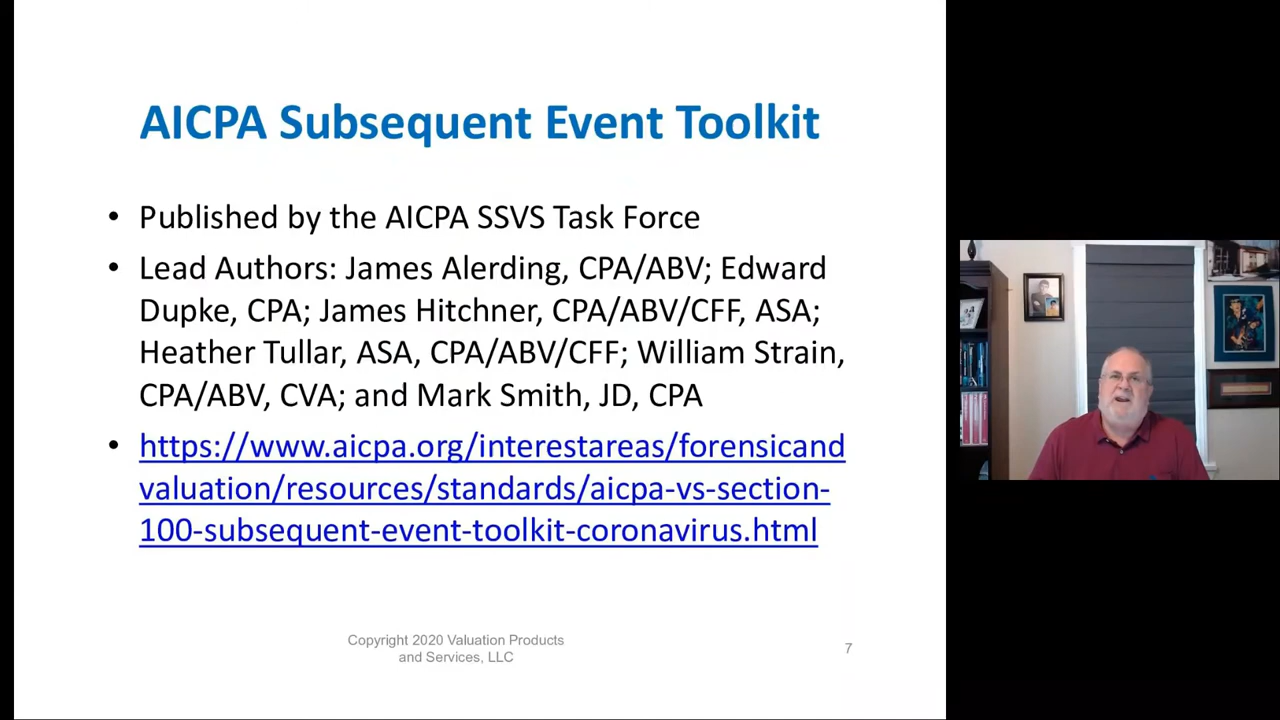 AICPA Subsequent Event Toolkit
• Published by the AICPA SSVS Task Force
• Lead Authors: James Alerding, CPA/ABV; Edward
Dupke, CPA; James Hitchner, CPA/ABV/CFF, ASA;
Heather Tullar, ASA, CPA/ABV/CFF; William Strain,
CPA/ABV, CVA; and Mark Smith, JD, CPA
• https://www.aicpa.org/interestareas/forensicand
valuation/resources/standards/aicpa-vs-section-
100-subsequent-event-toolkit-coronavirus.html
Copyright 2020 Valuation Products
and Services, LLC
7